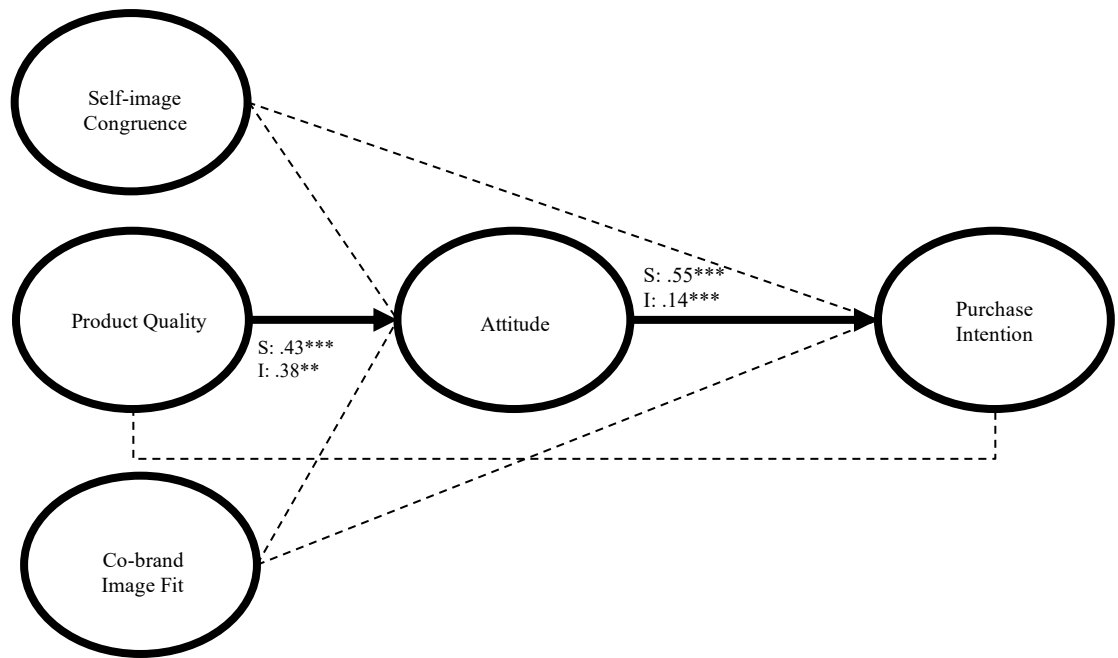 Self-image
Congruence
Product Quality
S: .43***
I: .38**
Attitude
S: .55***
I: .14***
Purchase
Intention
Co-brand
Image Fit